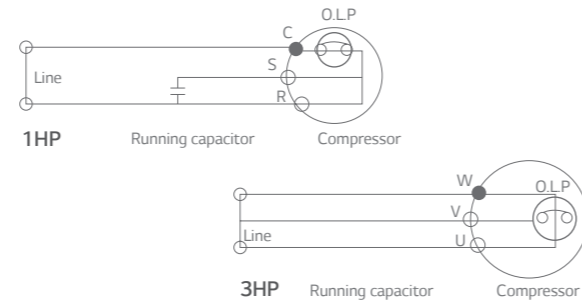 O.L.P
C
S
Line
R
1HP Running capacitor Compressor
W
O.L.P
V
Line
U
3HP Running capacitor Compressor